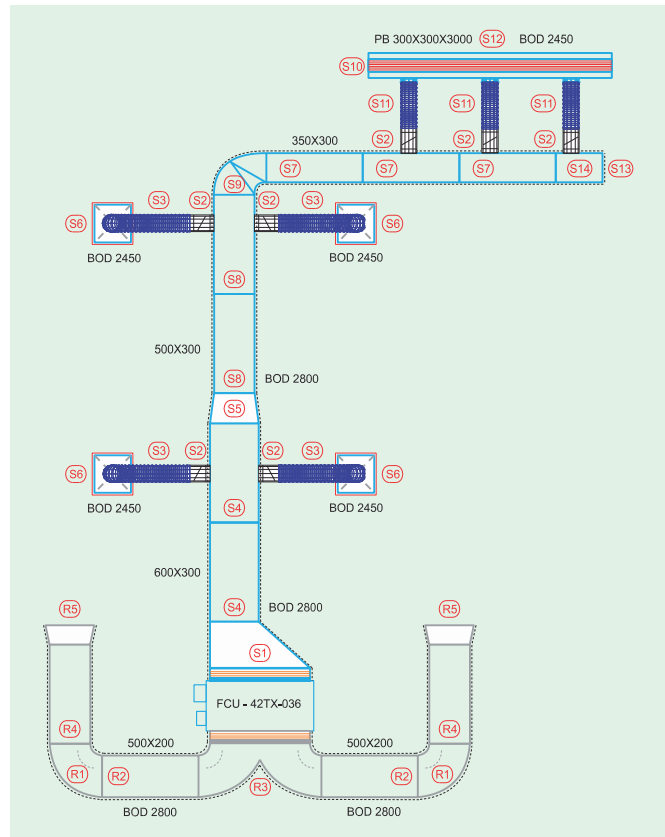 PB 300X300X3000 S12 BOD 2450
S10
S11 S11 S11
350X300 S2 S2 S2
S9 S7 S7 S7 S14 S13
S3 S2 S2 S3
S6 S6
BOD 2450 BOD 2450
S8
500X300
S8 BOD 2800
S5
S3 S2 S2 S3
S6 S6
BOD 2450 BOD 2450
S4
600X300
S4 BOD 2800
R5 R5
S1
FCU - 42TX-036
R4 R4
500X200 500X200
R1 R2 R2 R1
R3
BOD 2800 BOD 2800